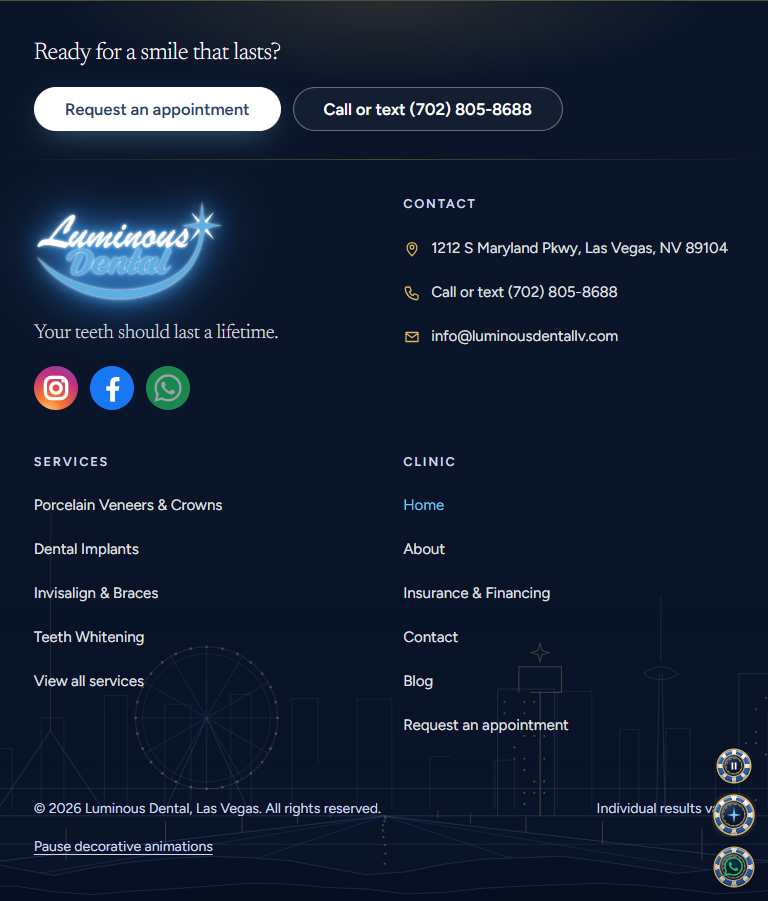 Ready for a smile that lasts?
Request an appointment
Call or text (702) 805-8688
Luminous
Dental
Your teeth should last a lifetime.
CONTACT
1212 S Maryland Pkwy, Las Vegas, NV 89104
Call or text (702) 805-8688
info@luminousdentallv.com
SERVICES
Porcelain Veneers & Crowns
Dental Implants
Invisalign & Braces
Teeth Whitening
View all services
CLINIC
Home
About
Insurance & Financing
Contact
Blog
Request an appointment
© 2026 Luminous Dental, Las Vegas. All rights reserved.
Individual results
Pause decorative animations